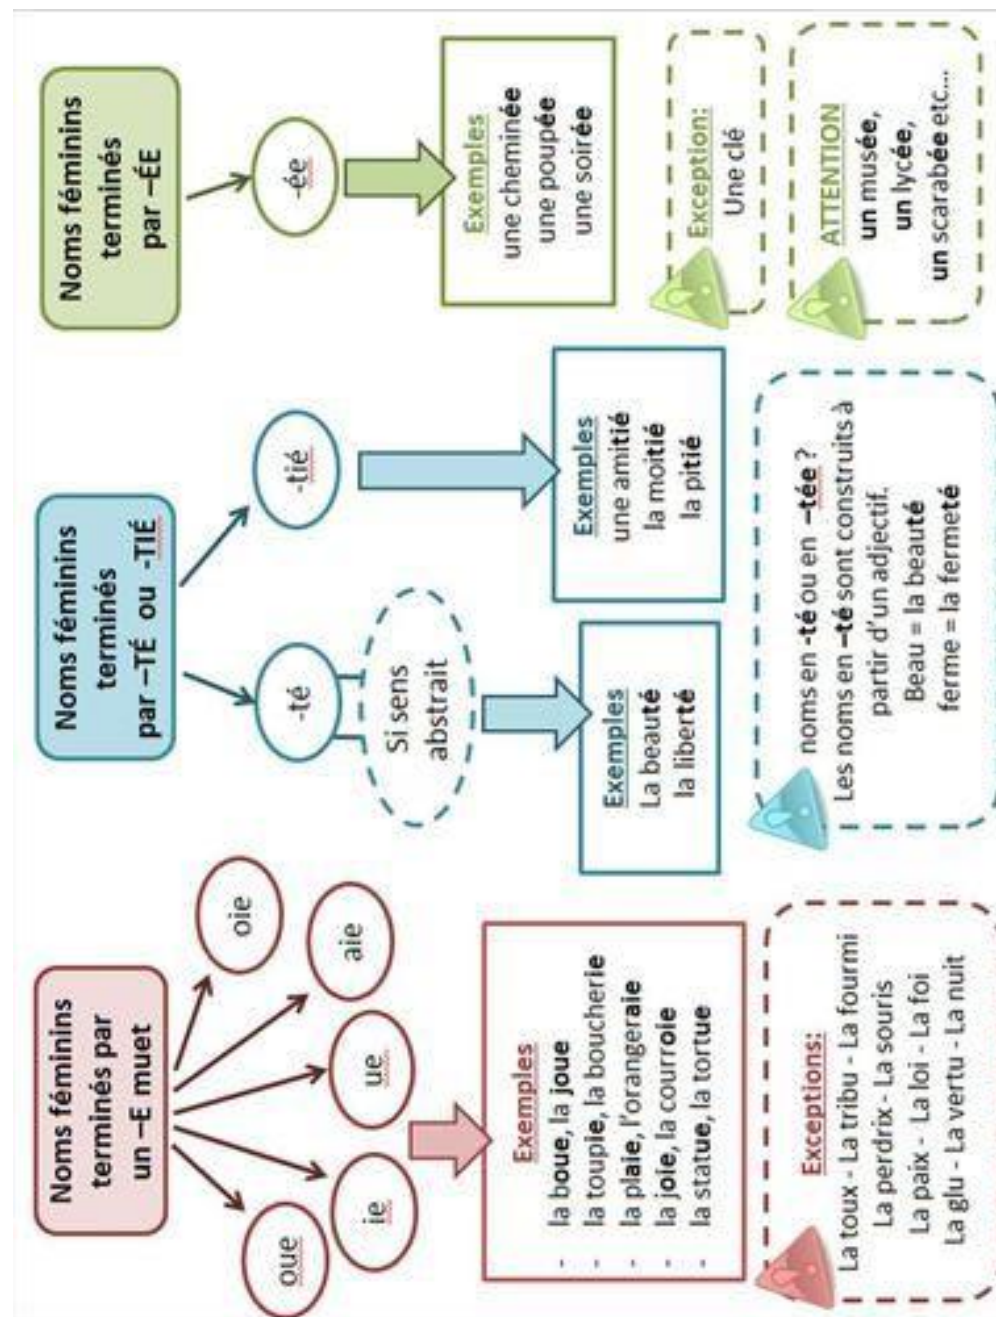 Noms féminins
terminés par
un –E muet
oue
ie
ue
aie
oie
Exemples
- la boue, la joue
- la toupie, la boucherie
- la plaie, l'orangeraie
- la joie, la courroie
- la statue, la tortue
Exceptions:
La toux - La tribu - La fourmi
La perdrix - La souris
La paix - La loi - La foi
La glu - La vertu - La nuit
Noms féminins
terminés
par –TÉ ou -TIÉ
-té
-tié
Si sens
abstrait
Exemples
La beauté
la liberté
Exemples
une amitié
la moitié
la pitié
noms en -té ou en –tée ?
Les noms en –té sont construits à
partir d'un adjectif.
Beau = la beauté
ferme = la fermeté
Noms féminins
terminés
par –ÉE
-ée
Exemples
une cheminée
une poupée
une soirée
Exception:
Une clé
ATTENTION
un musée,
un lycée,
un scarabée etc...